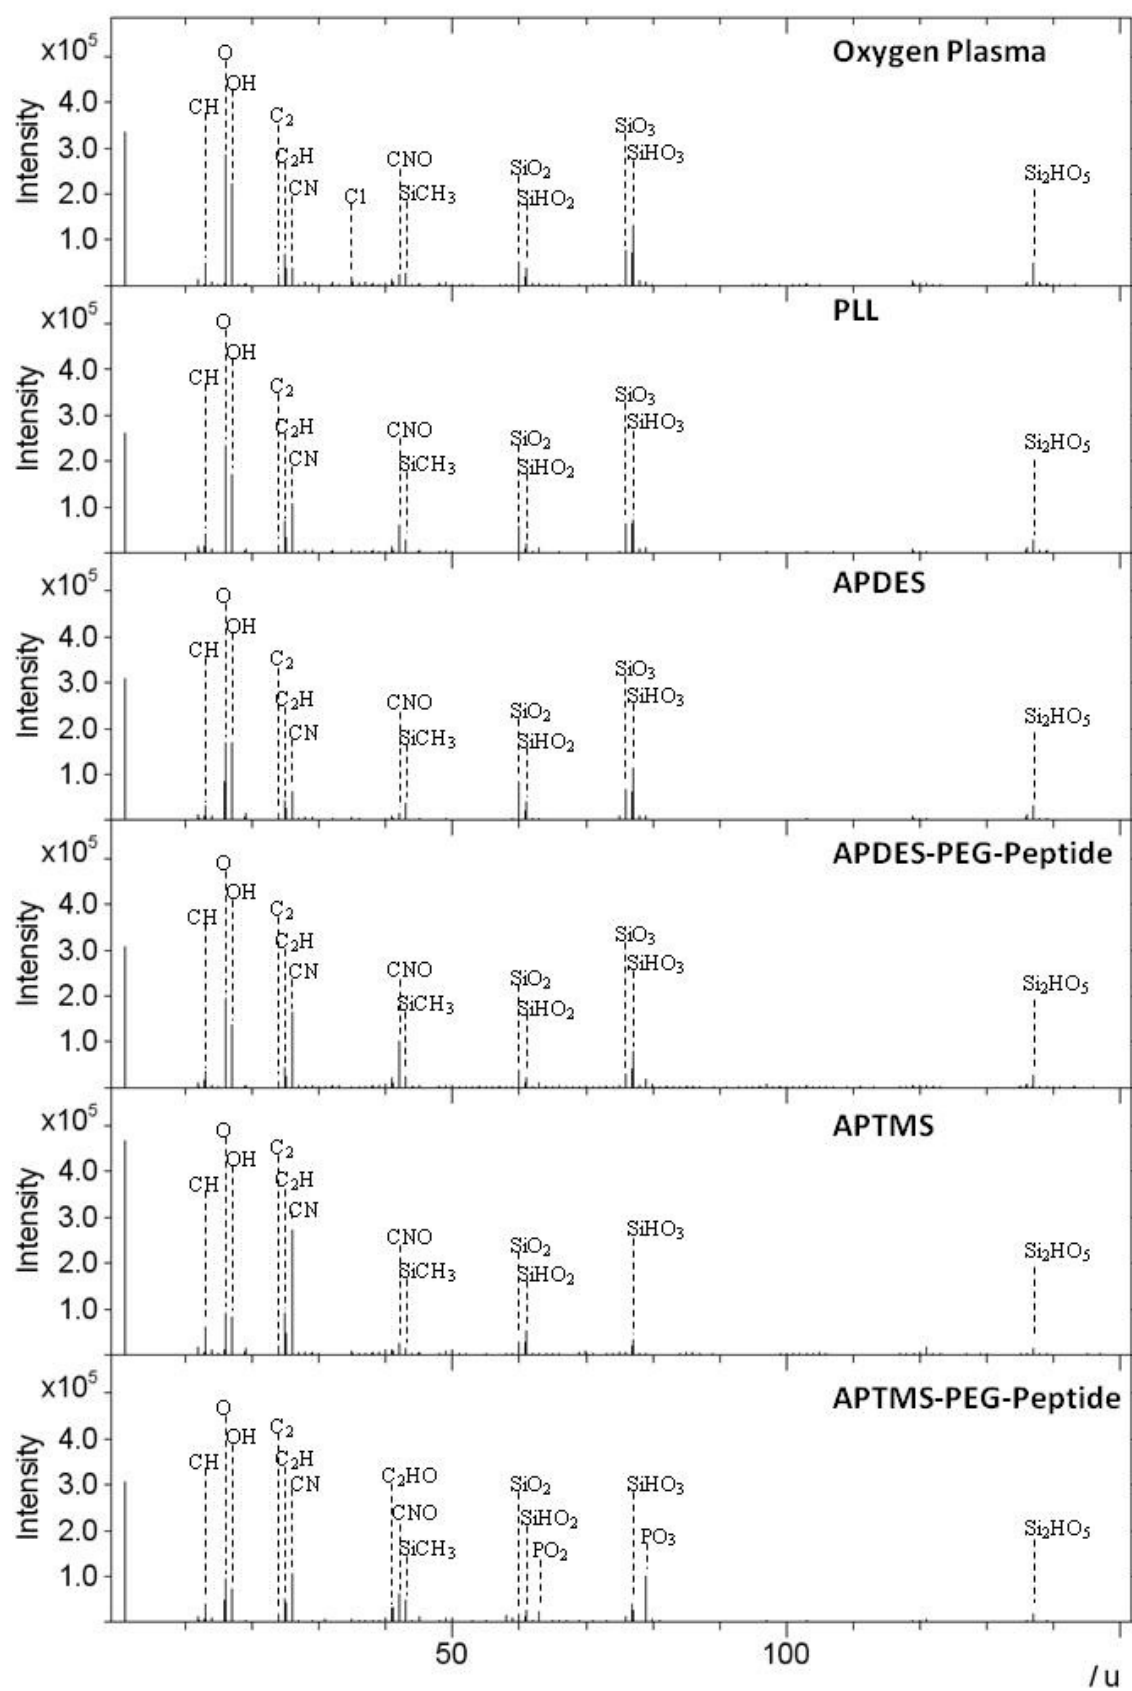 x10⁵
Oxygen Plasma
Intensity
4.0
3.0
2.0
1.0
CH
O
OH
C₂
C₂H
CN
Cl
CNO
SiCH₃
SiO₂
SiHO₂
SiO₃
SiHO₃
Si₂HO₅
x10⁵
PLL
Intensity
4.0
3.0
2.0
1.0
CH
O
OH
C₂
C₂H
CN
CNO
SiCH₃
SiO₂
SiHO₂
SiO₃
SiHO₃
Si₂HO₅
x10⁵
APDES
Intensity
4.0
3.0
2.0
1.0
CH
O
OH
C₂
C₂H
CN
CNO
SiCH₃
SiO₂
SiHO₂
SiO₃
SiHO₃
Si₂HO₅
x10⁵
APDES-PEG-Peptide
Intensity
4.0
3.0
2.0
1.0
CH
O
OH
C₂
C₂H
CN
CNO
SiCH₃
SiO₂
SiHO₂
SiO₃
SiHO₃
Si₂HO₅
x10⁵
APTMS
Intensity
4.0
3.0
2.0
1.0
CH
O
OH
C₂
C₂H
CN
CNO
SiCH₃
SiO₂
SiHO₂
SiHO₃
Si₂HO₅
x10⁵
APTMS-PEG-Peptide
Intensity
4.0
3.0
2.0
1.0
CH
O
OH
C₂
C₂H
CN
C₂HO
CNO
SiCH₃
SiO₂
SiHO₂
PO₂
SiHO₃
PO₃
Si₂HO₅
50
100
/ u